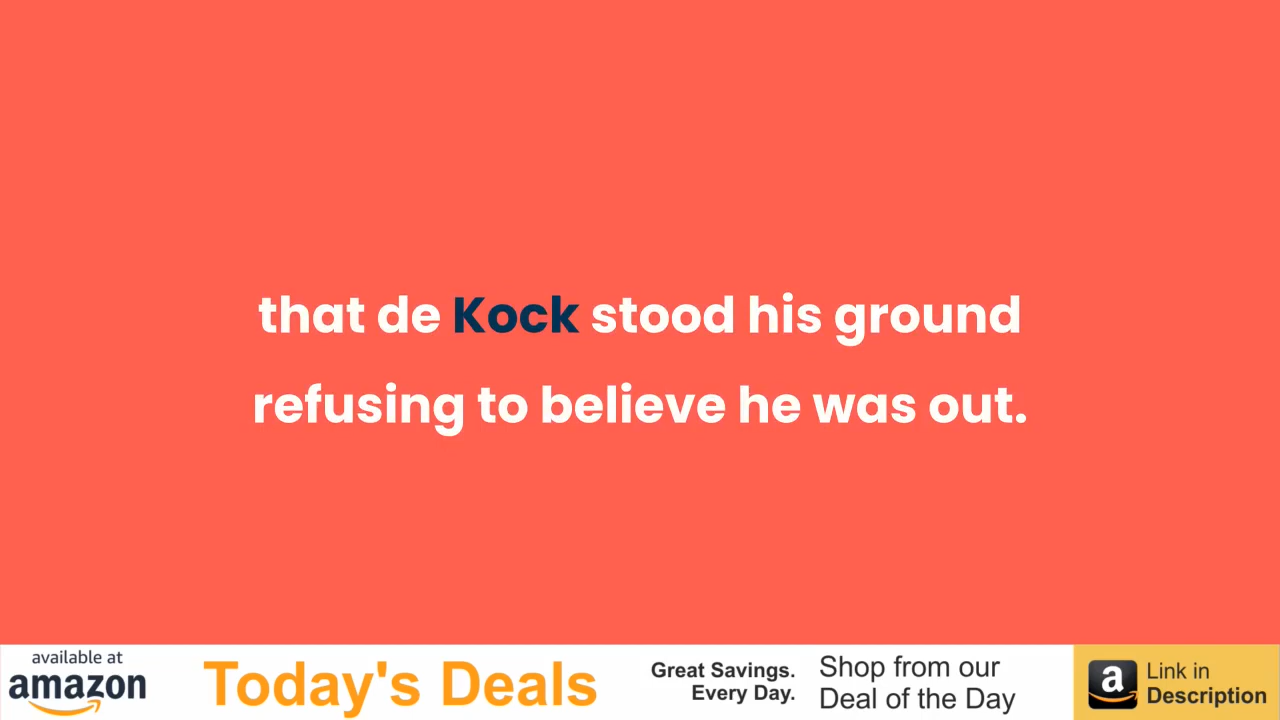 that de Kock stood his ground
refusing to believe he was out.
available at
amazon
Today's Deals
Great Savings.
Every Day.
Shop from our
Deal of the Day
a
Link in
Description